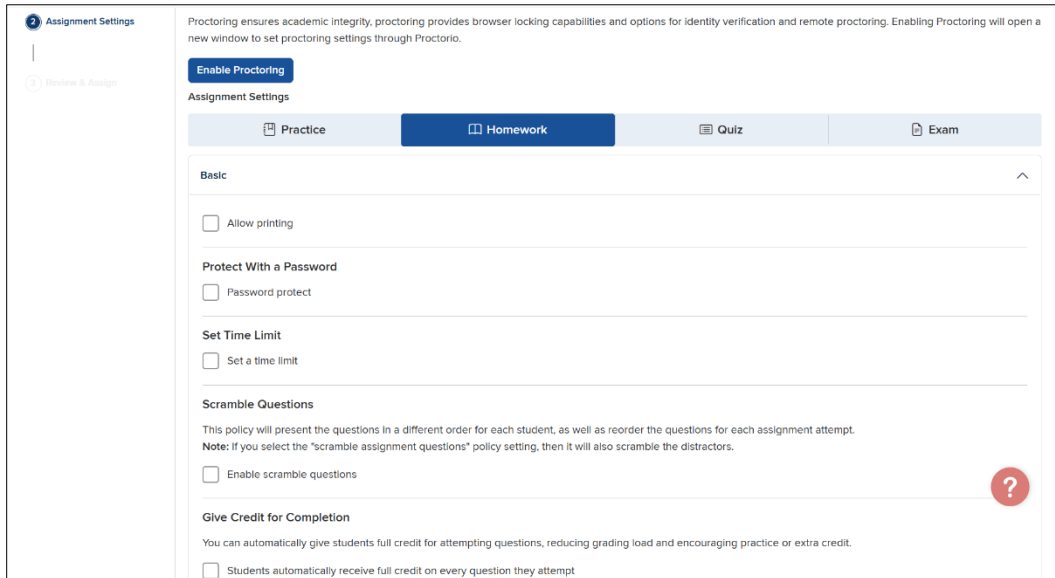 2 Assignment Settings
3 Review & Assign
Proctoring ensures academic integrity, proctoring provides browser locking capabilities and options for identity verification and remote proctoring. Enabling Proctoring will open a
new window to set proctoring settings through Proctorio.
Enable Proctoring
Assignment Settings
Practice
Homework
Quiz
Exam
Basic
Allow printing
Protect With a Password
Password protect
Set Time Limit
Set a time limit
Scramble Questions
This policy will present the questions in a different order for each student, as well as reorder the questions for each assignment attempt.
Note: If you select the "scramble assignment questions" policy setting, then it will also scramble the distractors.
Enable scramble questions
?
Give Credit for Completion
You can automatically give students full credit for attempting questions, reducing grading load and encouraging practice or extra credit.
Students automatically receive full credit on every question they attempt